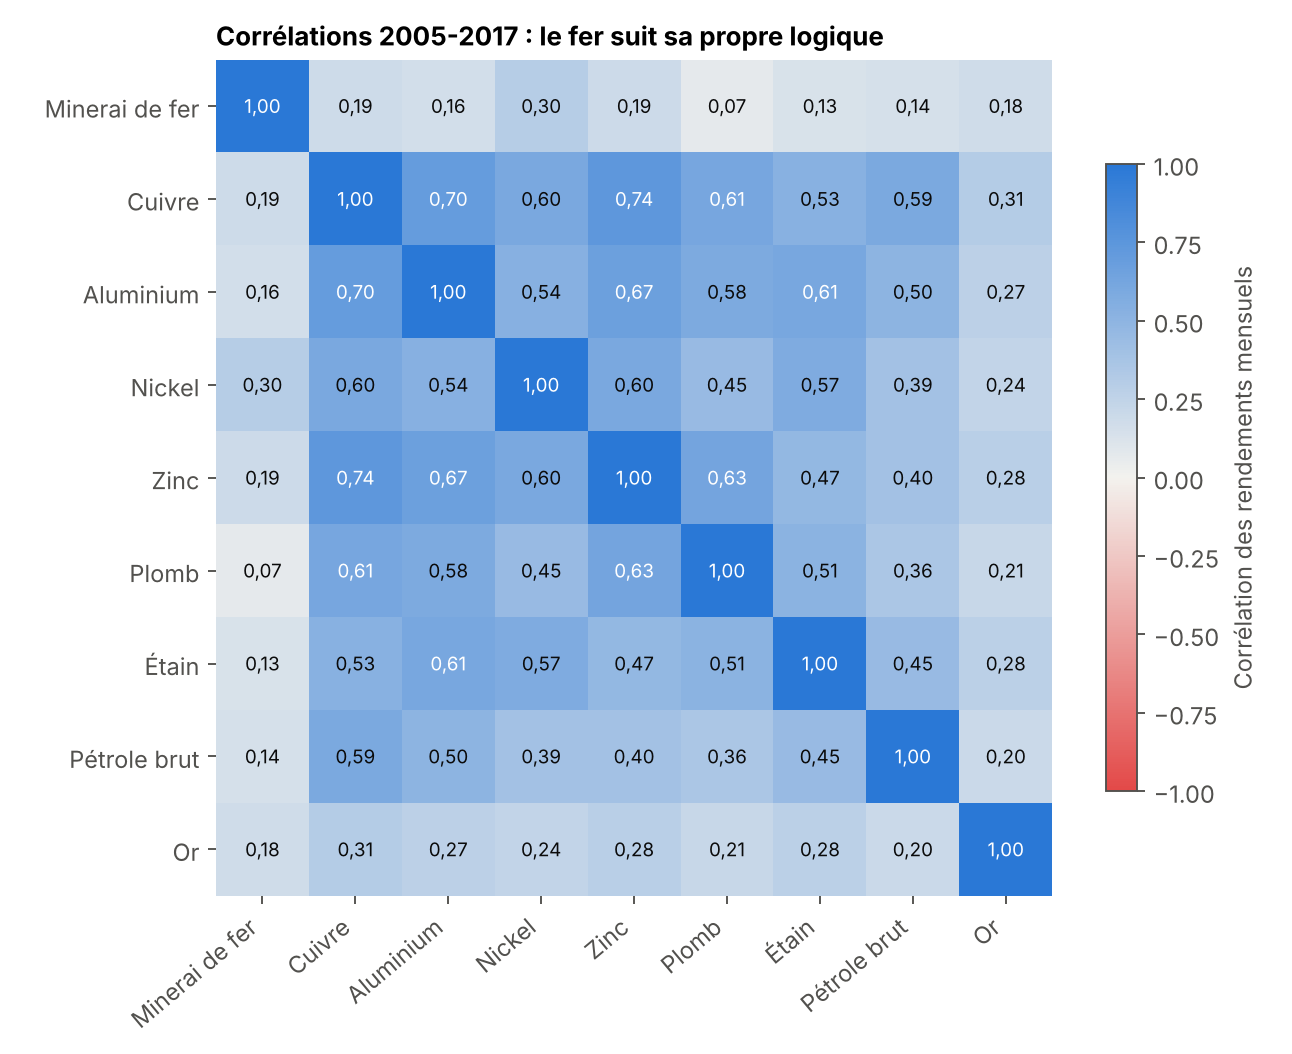 Corrélations 2005-2017 : le fer suit sa propre logique
Minerai de fer 1,00 0,19 0,16 0,30 0,19 0,07 0,13 0,14 0,18
Cuivre 0,19 1,00 0,70 0,60 0,74 0,61 0,53 0,59 0,31
Aluminium 0,16 0,70 1,00 0,54 0,67 0,58 0,61 0,50 0,27
Nickel 0,30 0,60 0,54 1,00 0,60 0,45 0,57 0,39 0,24
Zinc 0,19 0,74 0,67 0,60 1,00 0,63 0,47 0,40 0,28
Plomb 0,07 0,61 0,58 0,45 0,63 1,00 0,51 0,36 0,21
Étain 0,13 0,53 0,61 0,57 0,47 0,51 1,00 0,45 0,28
Pétrole brut 0,14 0,59 0,50 0,39 0,40 0,36 0,45 1,00 0,20
Or 0,18 0,31 0,27 0,24 0,28 0,21 0,28 0,20 1,00
Minerai de fer
Cuivre
Aluminium
Nickel
Zinc
Plomb
Étain
Pétrole brut
Or
1.00
0.75
0.50
0.25
0.00
−0.25
−0.50
−0.75
−1.00
Corrélation des rendements mensuels